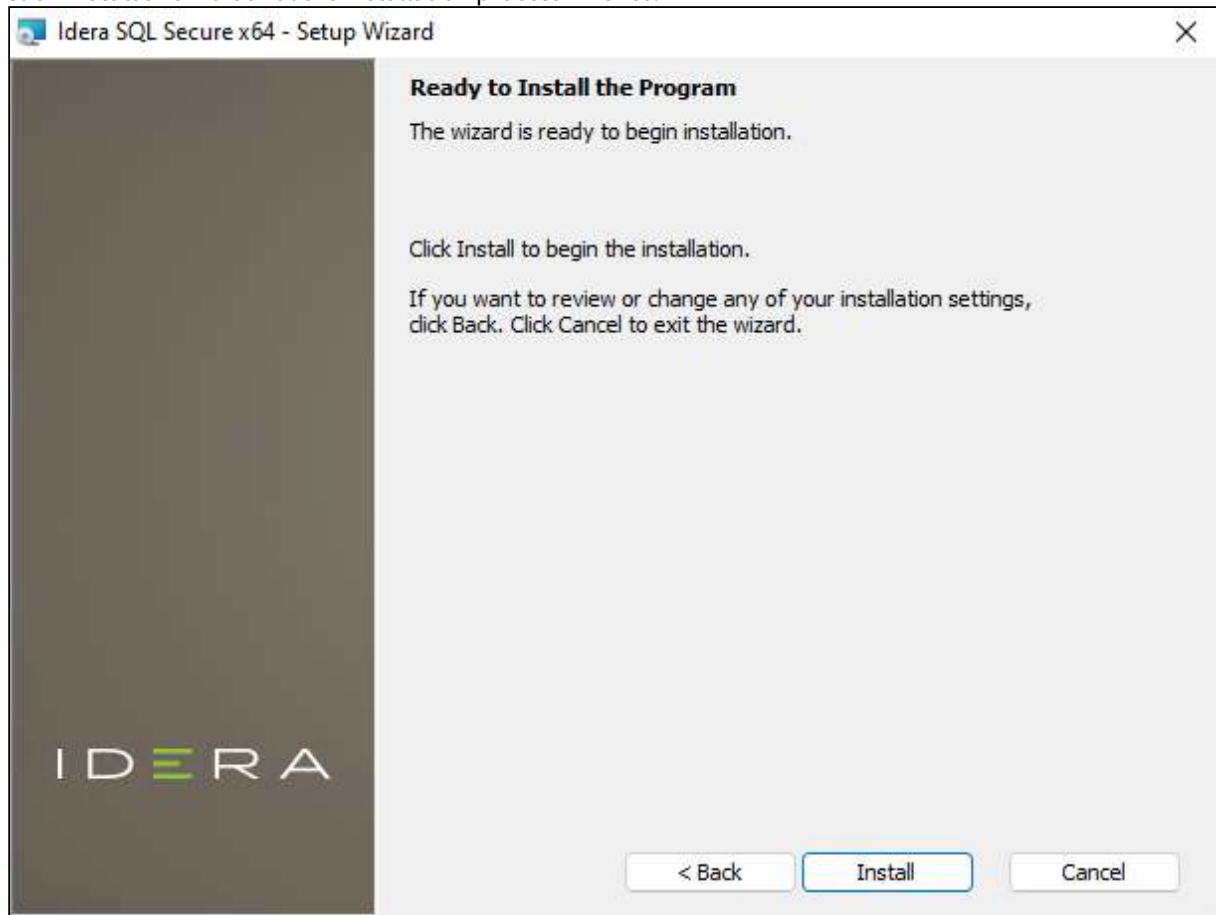 Idera SQL Secure x64 - Setup Wizard
Ready to Install the Program
The wizard is ready to begin installation.
Click Install to begin the installation.
If you want to review or change any of your installation settings,
click Back. Click Cancel to exit the wizard.
IDERA
< Back
Install
Cancel